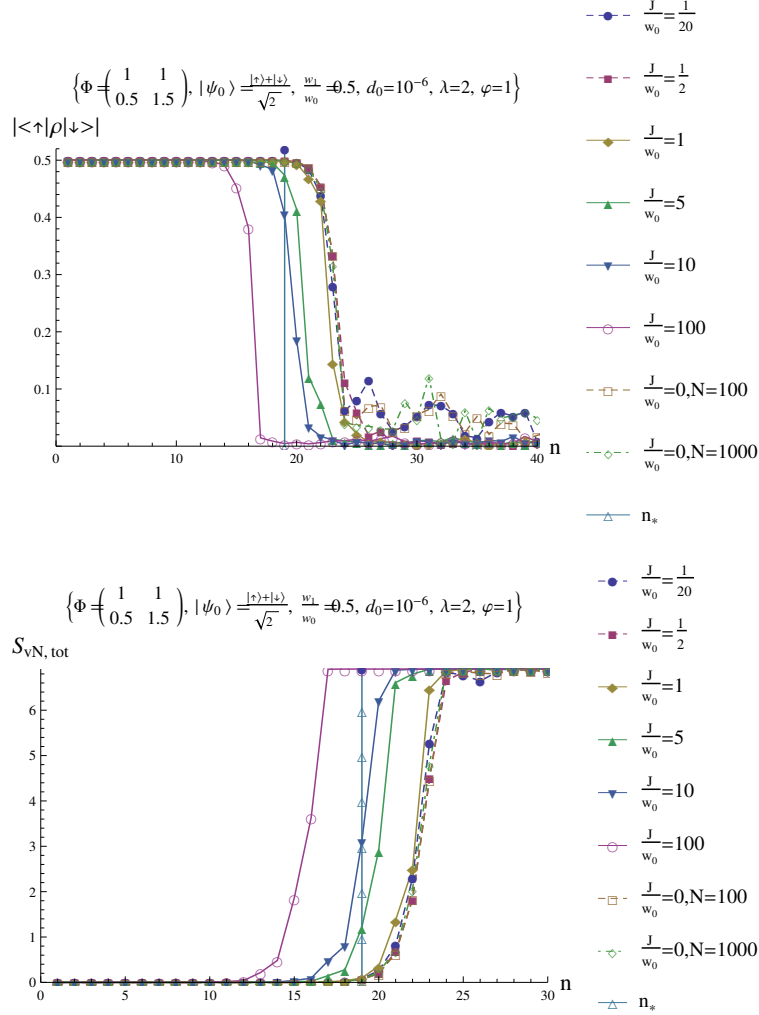 {Φ=(1 1 0.5 1.5), |ψ0⟩=|↑⟩+|↓⟩/√2, w1/w0=0.5, d0=10^-6, λ=2, φ=1}
|<↑|ρ|↓>|
0.5
0.4
0.3
0.2
0.1
0 10 20 30 40
n
J/w0=1/20
J/w0=1/2
J/w0=1
J/w0=5
J/w0=10
J/w0=100
J/w0=0,N=100
J/w0=0,N=1000
n*
{Φ=(1 1 0.5 1.5), |ψ0⟩=|↑⟩+|↓⟩/√2, w1/w0=0.5, d0=10^-6, λ=2, φ=1}
SvN, tot
6
5
4
3
2
1
0
0 5 10 15 20 25 30
n
J/w0=1/20
J/w0=1/2
J/w0=1
J/w0=5
J/w0=10
J/w0=100
J/w0=0,N=100
J/w0=0,N=1000
n*